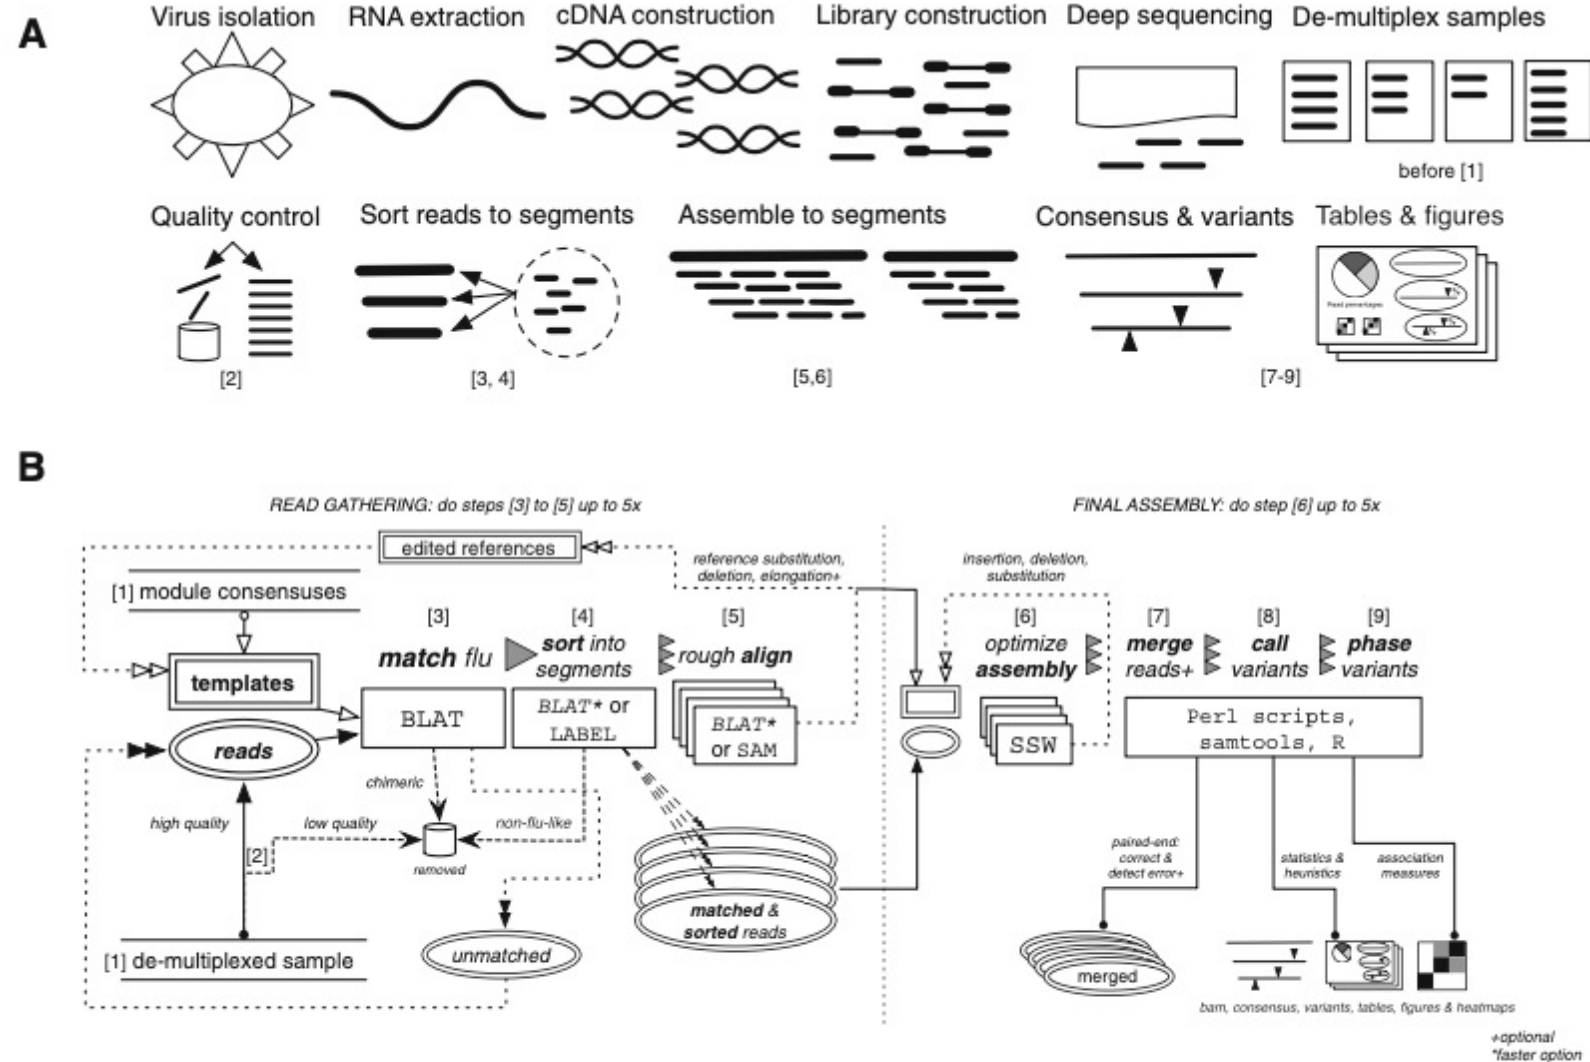 A
Virus isolation
RNA extraction
cDNA construction
Library construction
Deep sequencing
De-multiplex samples
before [1]
Quality control
Sort reads to segments
Assemble to segments
Consensus & variants
Tables & figures
Read percentages
[2]
[3, 4]
[5,6]
[7-9]
B
READ GATHERING: do steps [3] to [5] up to 5x
FINAL ASSEMBLY: do step [6] up to 5x
edited references
reference substitution,
deletion, elongation+
insertion, deletion,
substitution
[1] module consensuses
[3]
match flu
[4]
sort into
segments
[5]
rough align
[6]
optimize
assembly
[7]
merge
reads+
[8]
call
variants
[9]
phase
variants
templates
reads
BLAT
BLAT* or
LABEL
BLAT*
or SAM
SSW
Perl scripts,
samtools, R
chimeric
high quality
low quality
non-flu-like
[2]
removed
matched &
sorted reads
unmatched
[1] de-multiplexed sample
paired-end:
correct &
detect error+
statistics &
heuristics
association
measures
merged
bam, consensus, variants, tables, figures & heatmaps
+optional
*faster option